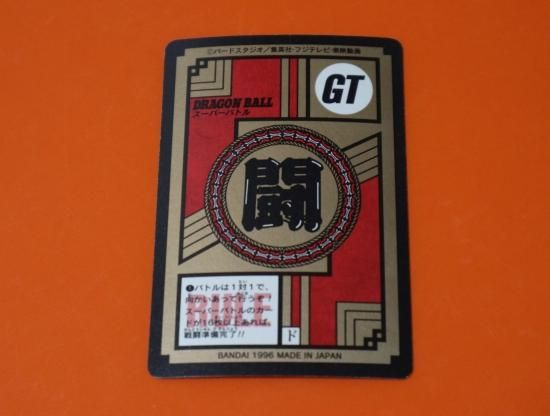 ©バードスタジオ／集英社・フジテレビ・東映動画
GT
DRAGON BALL
スーパーバトル
闘
RULE
❶バトルは1対1で、
向かいあって行うぞ!
スーパーバトルのカー
ドが16枚以上あれば、
戦闘準備完了!!
ド
BANDAI 1996 MADE IN JAPAN